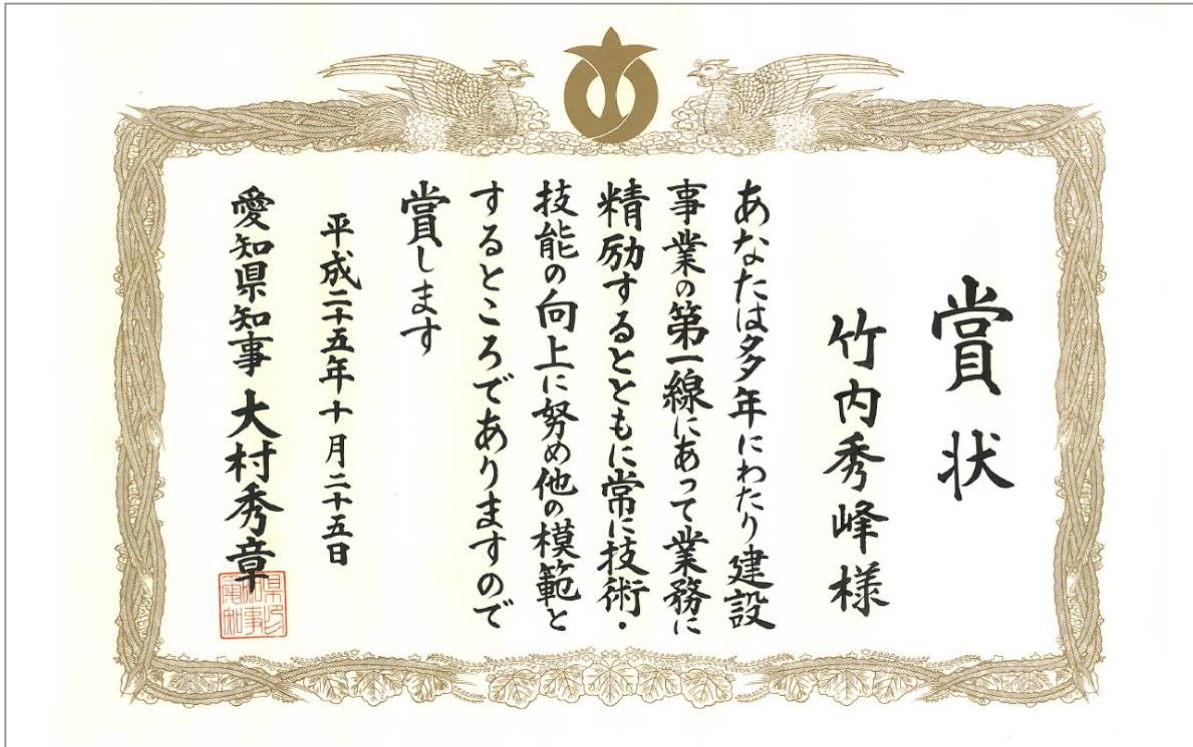 賞状
竹内秀峰様
あなたは多年にわたり建設
事業の第一線にあって業務に
精励するとともに常に技術・
技能の向上に努め他の模範と
するところでありますので
賞します
平成二十五年十月二十五日
愛知県知事 大村秀章